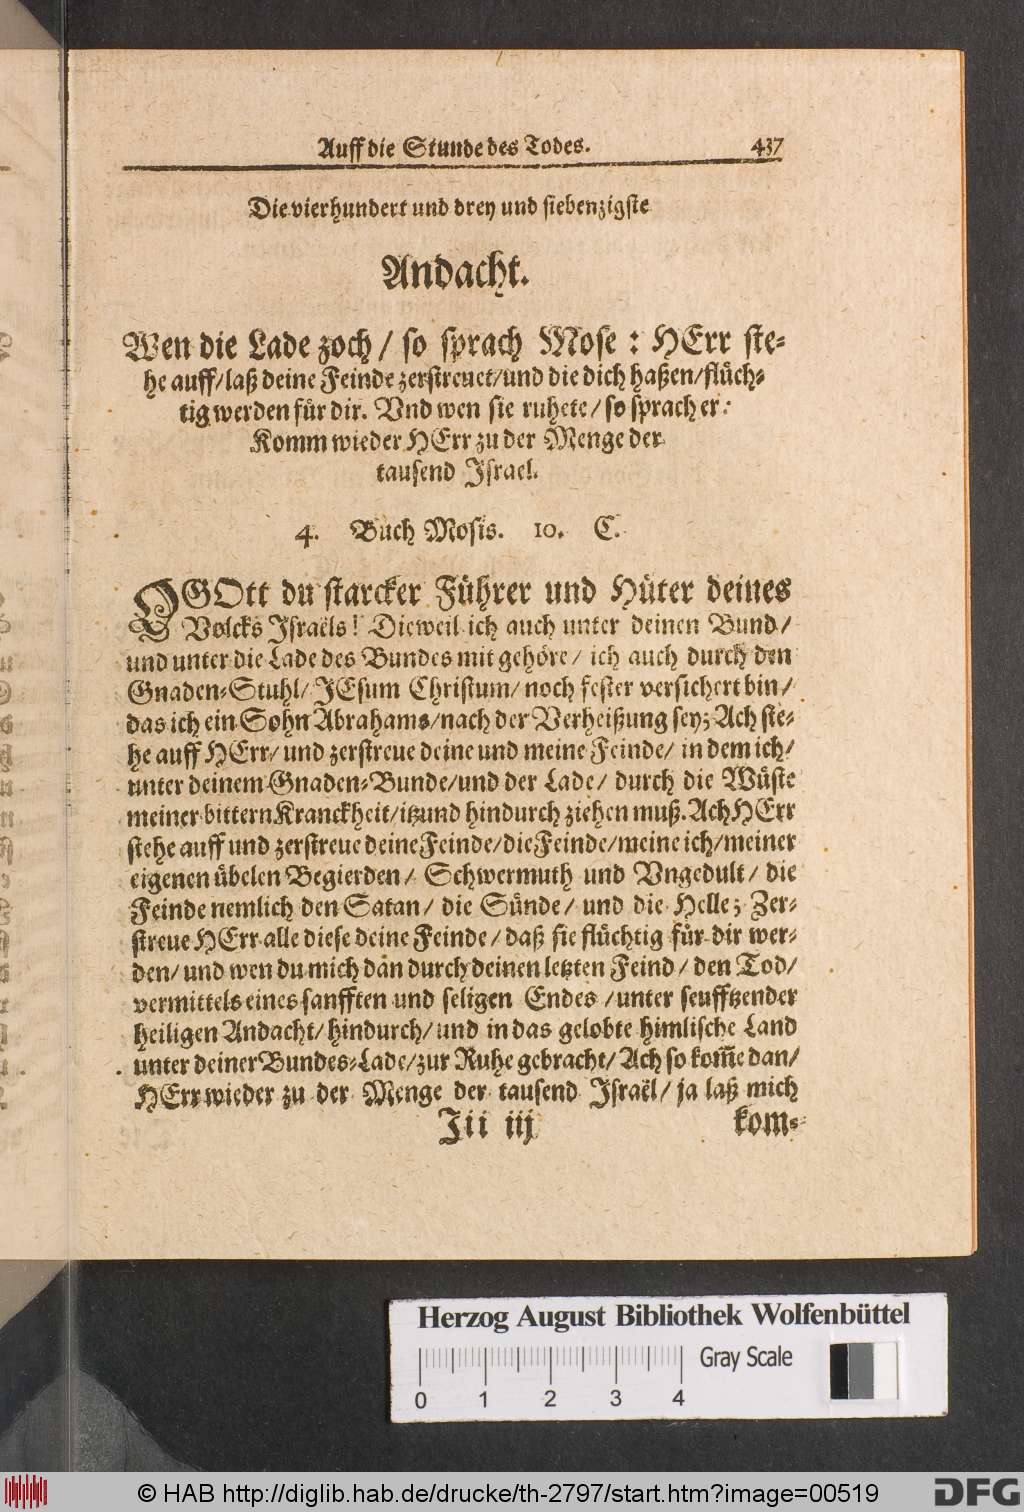 Auff die Stunde des Todes. 437
Die vierhundert und drey und siebenzigste
Andacht.
Wen die Lade zoch / so sprach Mose : HErr ste-
he auff/laß deine Feinde zerstreuet/und die dich haßen/flüch-
tig werden für dir. Vnd wen sie ruhete/ so sprach er:
Komm wieder HErr zu der Menge der
tausend Israel.
4. Buch Mosis. 10. C.
O GOtt du starcker Führer und Hüter deines
Volcks Israëls! Dieweil ich auch unter deinen Bund/
und unter die Lade des Bundes mit gehöre/ ich auch durch den
Gnaden-Stuhl/ JEsum Christum/ noch fester versichert bin/
das ich ein Sohn Abrahams/nach der Verheißung sey; Ach ste-
he auff HErr/ und zerstreue deine und meine Feinde/ in dem ich/
unter deinem Gnaden-Bunde/und der Lade/ durch die Wüste
meiner bittern Kranckheit/itzund hindurch ziehen muß. Ach HErr
stehe auff und zerstreue deine Feinde/die Feinde/meine ich/meiner
eigenen übelen Begierden/ Schwermuth und Vngedult/ die
Feinde nemlich den Satan/ die Sünde/ und die Helle; Zer-
streue HErr alle diese deine Feinde/ daß sie flüchtig für dir wer-
den/ und wen du mich dan durch deinen letzten Feind/ den Tod/
vermittels eines sanfften und seligen Endes /unter seufftzender
heiligen Andacht/ hindurch/ und in das gelobte himlische Land
unter deiner Bundes-Lade/zur Ruhe gebracht/ Ach so kom̄e dan/
HErr wieder zu der Menge der tausend Israël/ ja laß mich
Iii iij kom-
Herzog August Bibliothek Wolfenbüttel
Gray Scale
0 1 2 3 4
© HAB http://diglib.hab.de/drucke/th-2797/start.htm?image=00519
DFG